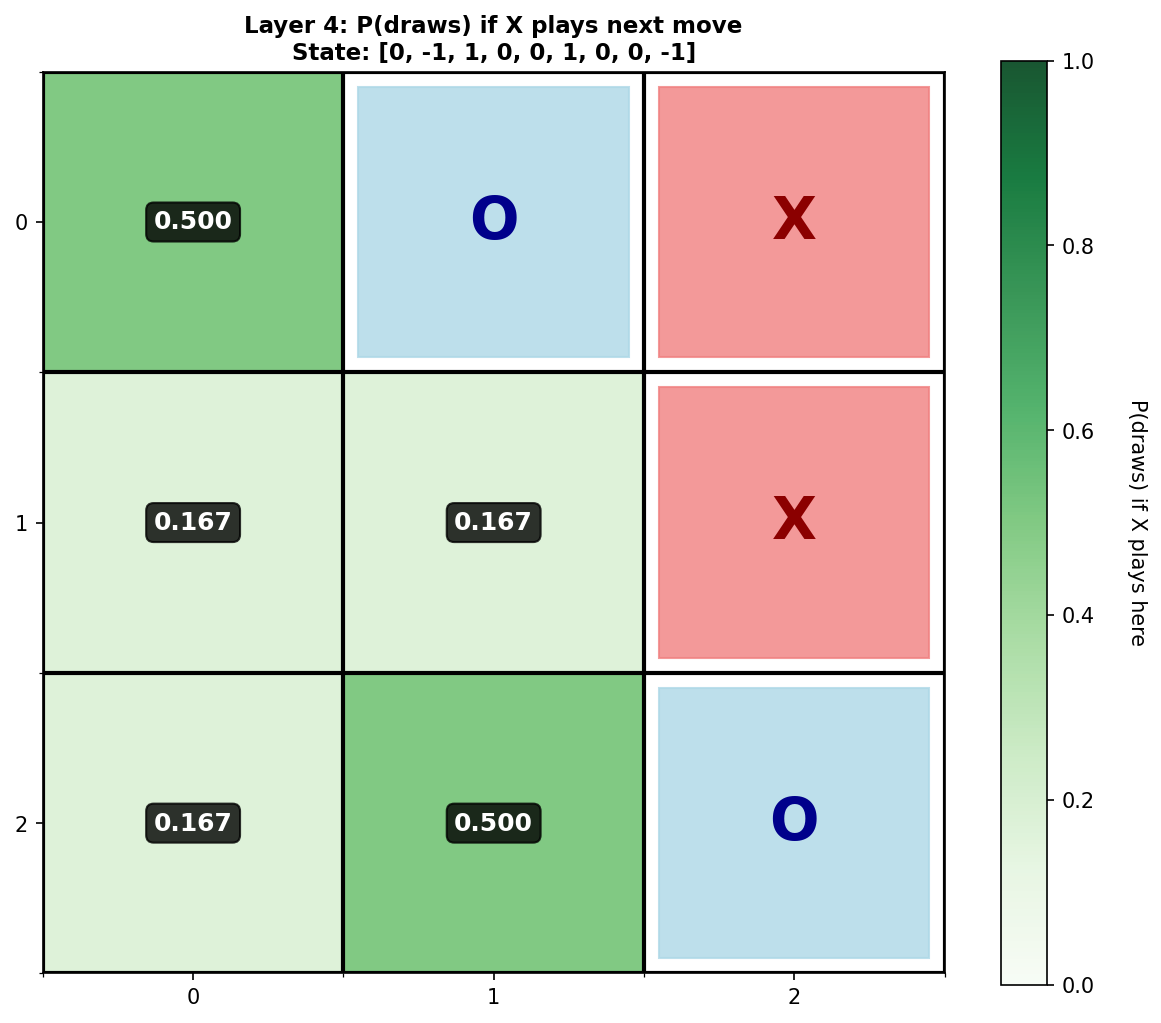 Layer 4: P(draws) if X plays next move
State: [0, -1, 1, 0, 0, 1, 0, 0, -1]
0.500
O
X
0.167
0.167
X
0.167
0.500
O
0
1
2
0
1
2
1.0
0.8
0.6
0.4
0.2
0.0
P(draws) if X plays here